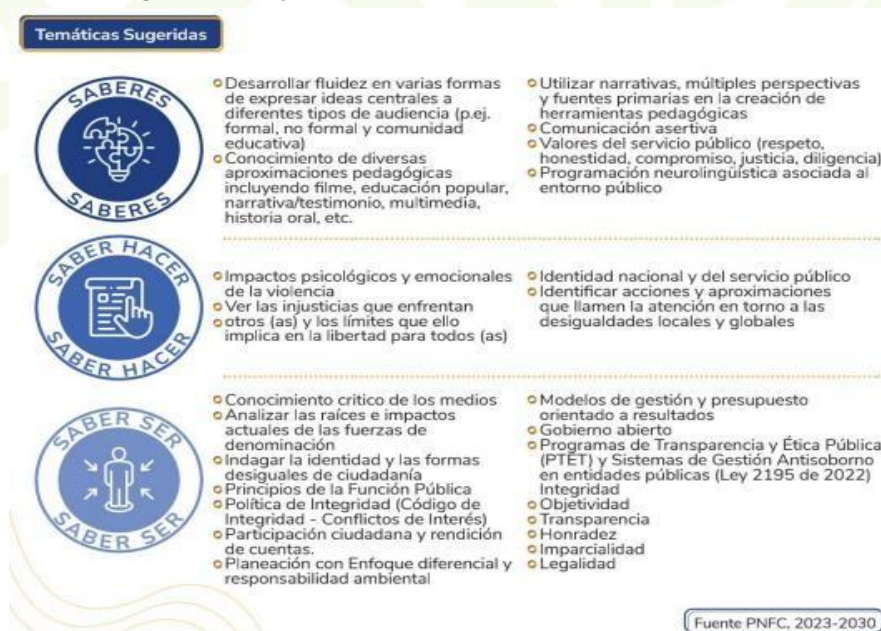 Temáticas Sugeridas
SABERES
SABERES
Desarrollar fluidez en varias formas
de expresar ideas centrales a
diferentes tipos de audiencia (p.ej.
formal, no formal y comunidad
educativa)
Conocimiento de diversas
aproximaciones pedagógicas
incluyendo filme, educación popular,
narrativa/testimonio, multimedia,
historia oral, etc.
Utilizar narrativas, múltiples perspectivas
y fuentes primarias en la creación de
herramientas pedagógicas
Comunicación asertiva
Valores del servicio público (respeto,
honestidad, compromiso, justicia, diligencia)
Programación neurolingüistica asociada al
entorno público
SABER HACER
SABER HACER
Impactos psicológicos y emocionales
de la violencia
Ver las injusticias que enfrentan
otros (as) y los límites que ello
implica en la libertad para todos (as)
Identidad nacional y del servicio público
Identificar acciones y aproximaciones
que llamen la atención en torno a las
desigualdades locales y globales
SABER SER
SABER SER
Conocimiento critico de los medios
Analizar las raíces e impactos
actuales de las fuerzas de
denominación
Indagar la identidad y las formas
desiguales de ciudadanía
Principios de la Función Pública
Política de Integridad (Código de
Integridad - Conflictos de Interés)
Participación ciudadana y rendición
de cuentas.
Planeación con Enfoque diferencial y
responsabilidad ambiental
Modelos de gestión y presupuesto
orientado a resultados
Gobierno abierto
Programas de Transparencia y Ética Pública
(PTET) y Sistemas de Gestión Antisoborno
en entidades públicas (Ley 2195 de 2022)
Integridad
Objetividad
Transparencia
Honradez
Imparcialidad
Legalidad
Fuente PNFC, 2023-2030